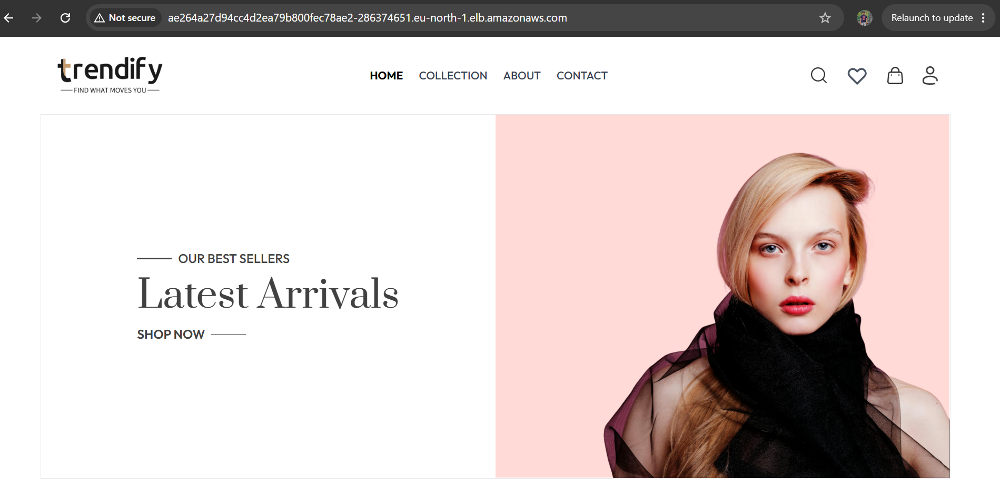 Not secure ae264a27d94cc4d2ea79b800fec78ae2-286374651.eu-north-1.elb.amazonaws.com Relaunch to update
trendify
FIND WHAT MOVES YOU
HOME COLLECTION ABOUT CONTACT
OUR BEST SELLERS
Latest Arrivals
SHOP NOW